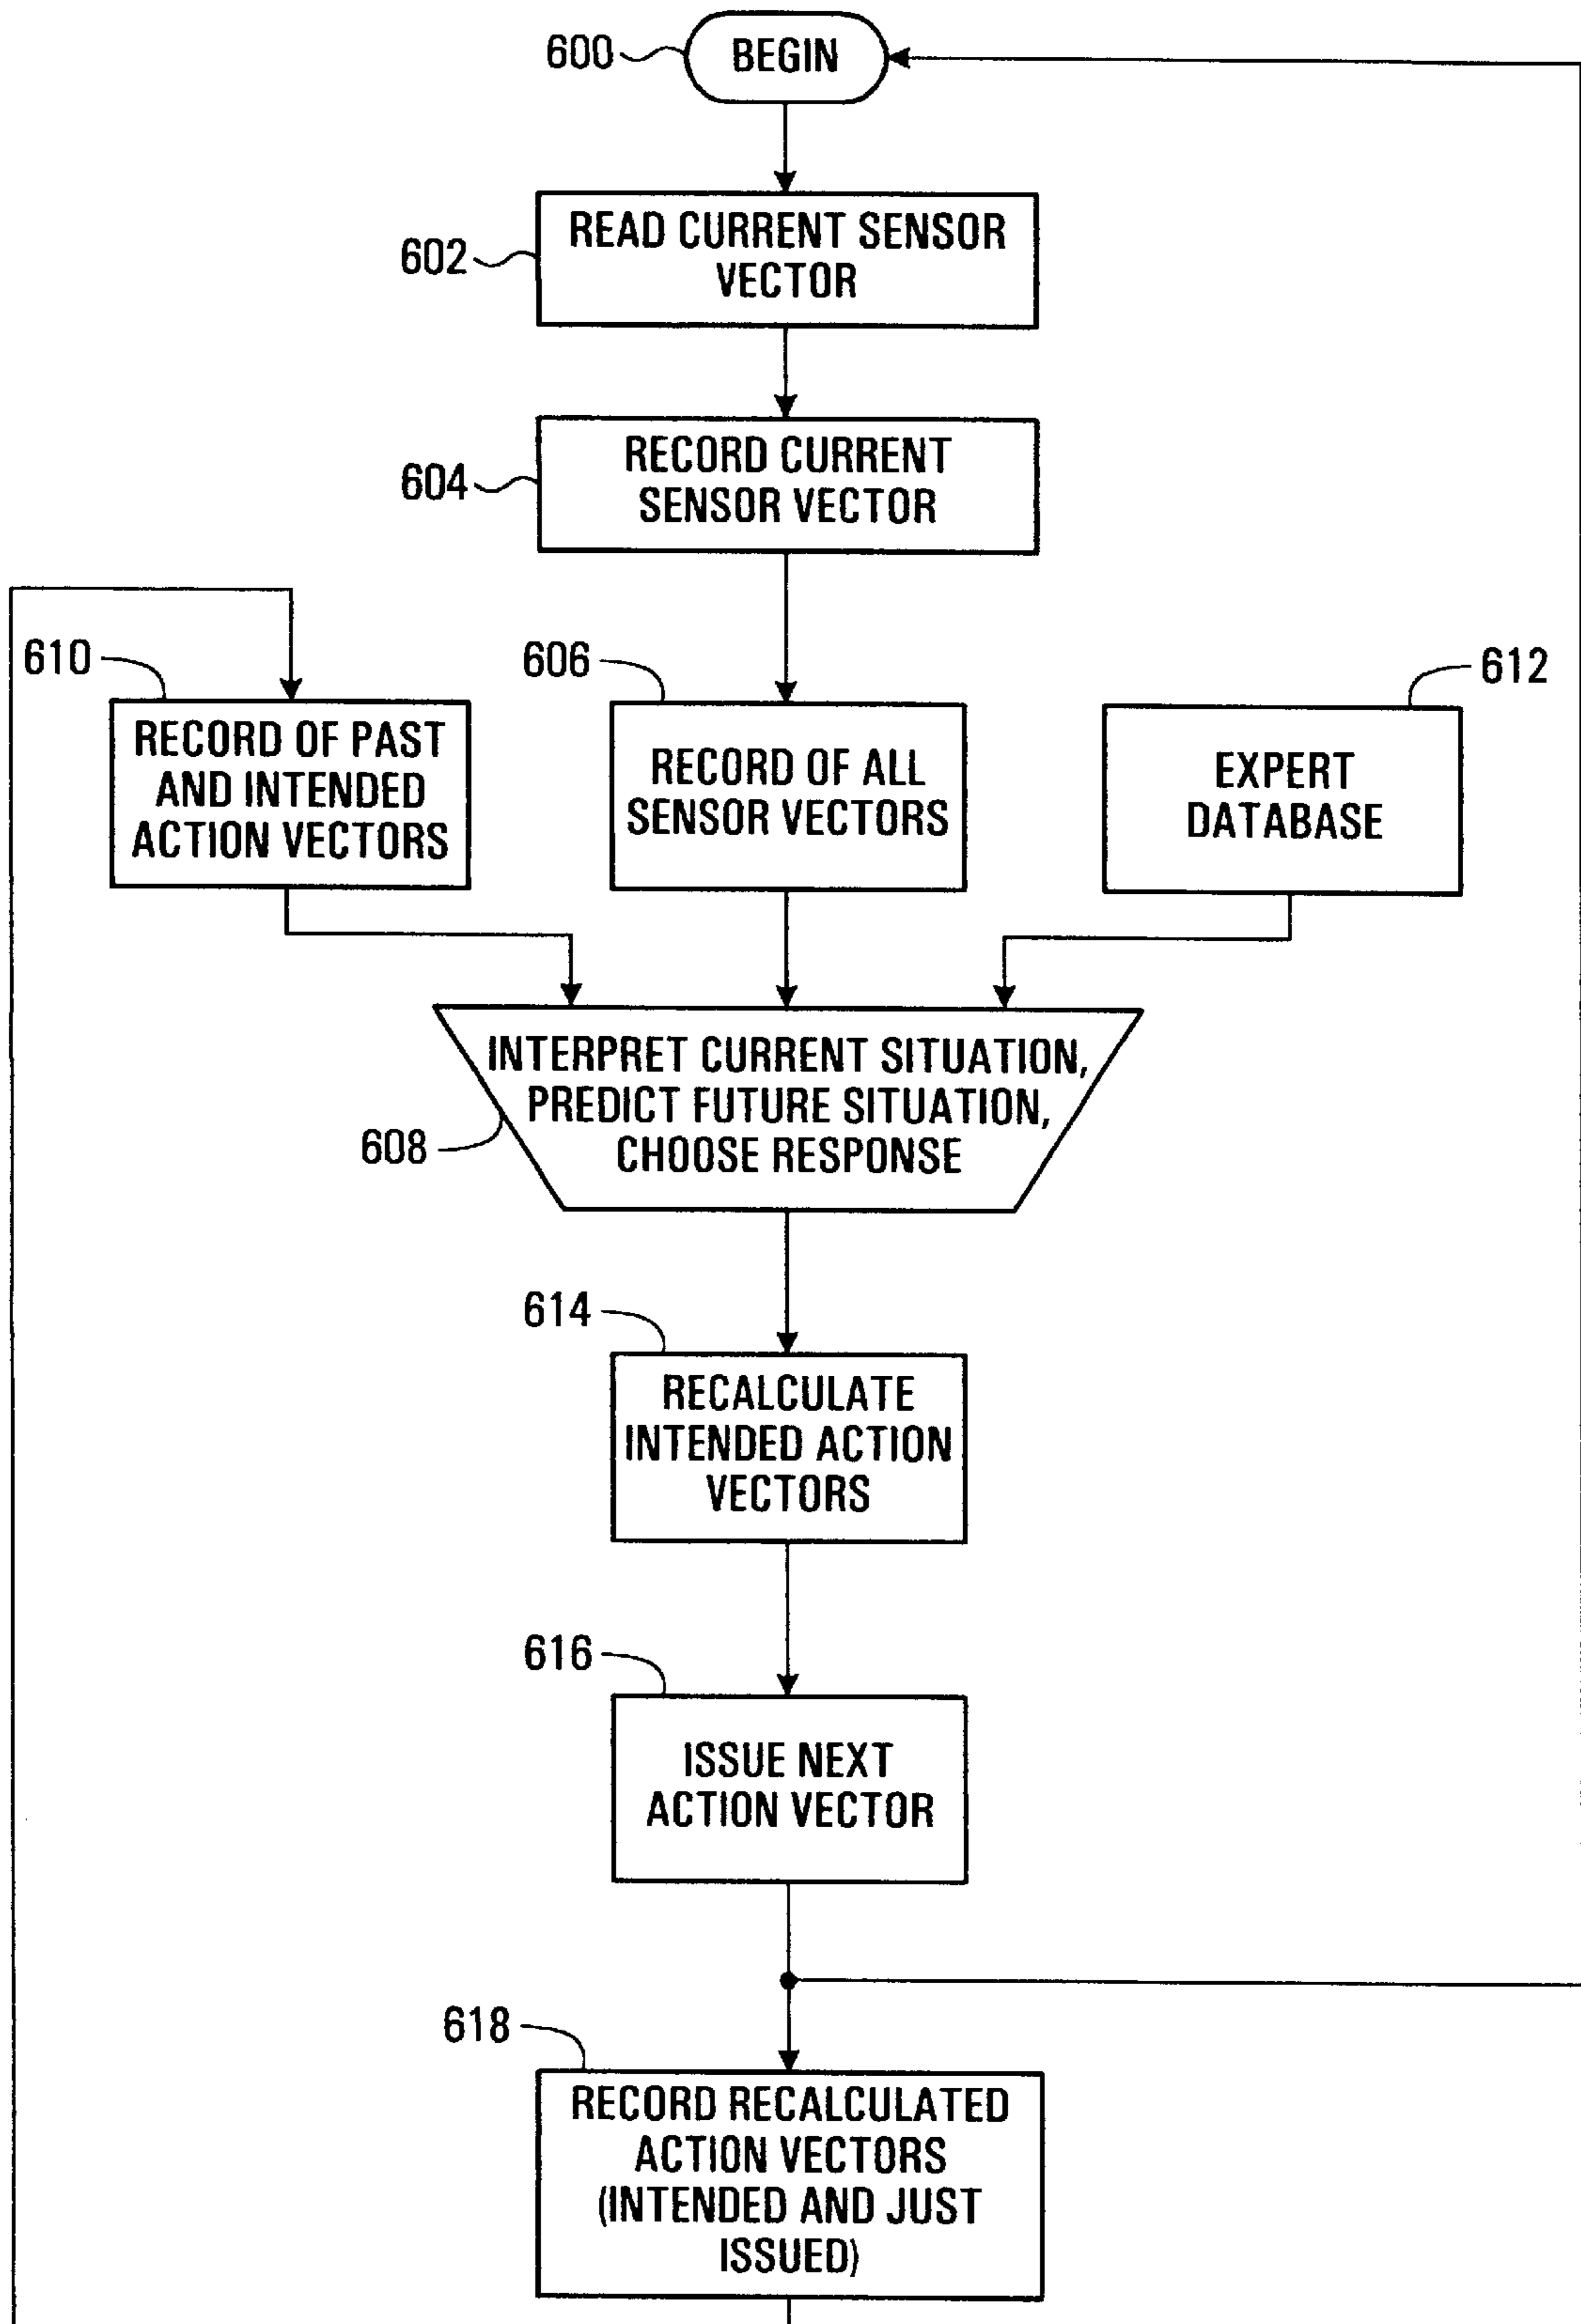 600
BEGIN
602
READ CURRENT SENSOR
VECTOR
604
RECORD CURRENT
SENSOR VECTOR
610
RECORD OF PAST
AND INTENDED
ACTION VECTORS
606
RECORD OF ALL
SENSOR VECTORS
612
EXPERT
DATABASE
608
INTERPRET CURRENT SITUATION,
PREDICT FUTURE SITUATION,
CHOOSE RESPONSE
614
RECALCULATE
INTENDED ACTION
VECTORS
616
ISSUE NEXT
ACTION VECTOR
618
RECORD RECALCULATED
ACTION VECTORS
(INTENDED AND JUST
ISSUED)